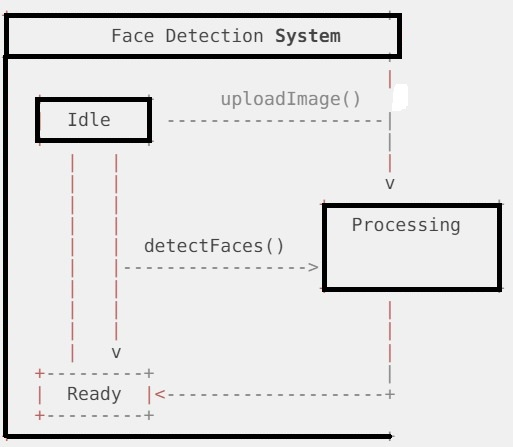 Face Detection System
uploadImage()
Idle
v
Processing
detectFaces()
v
Ready